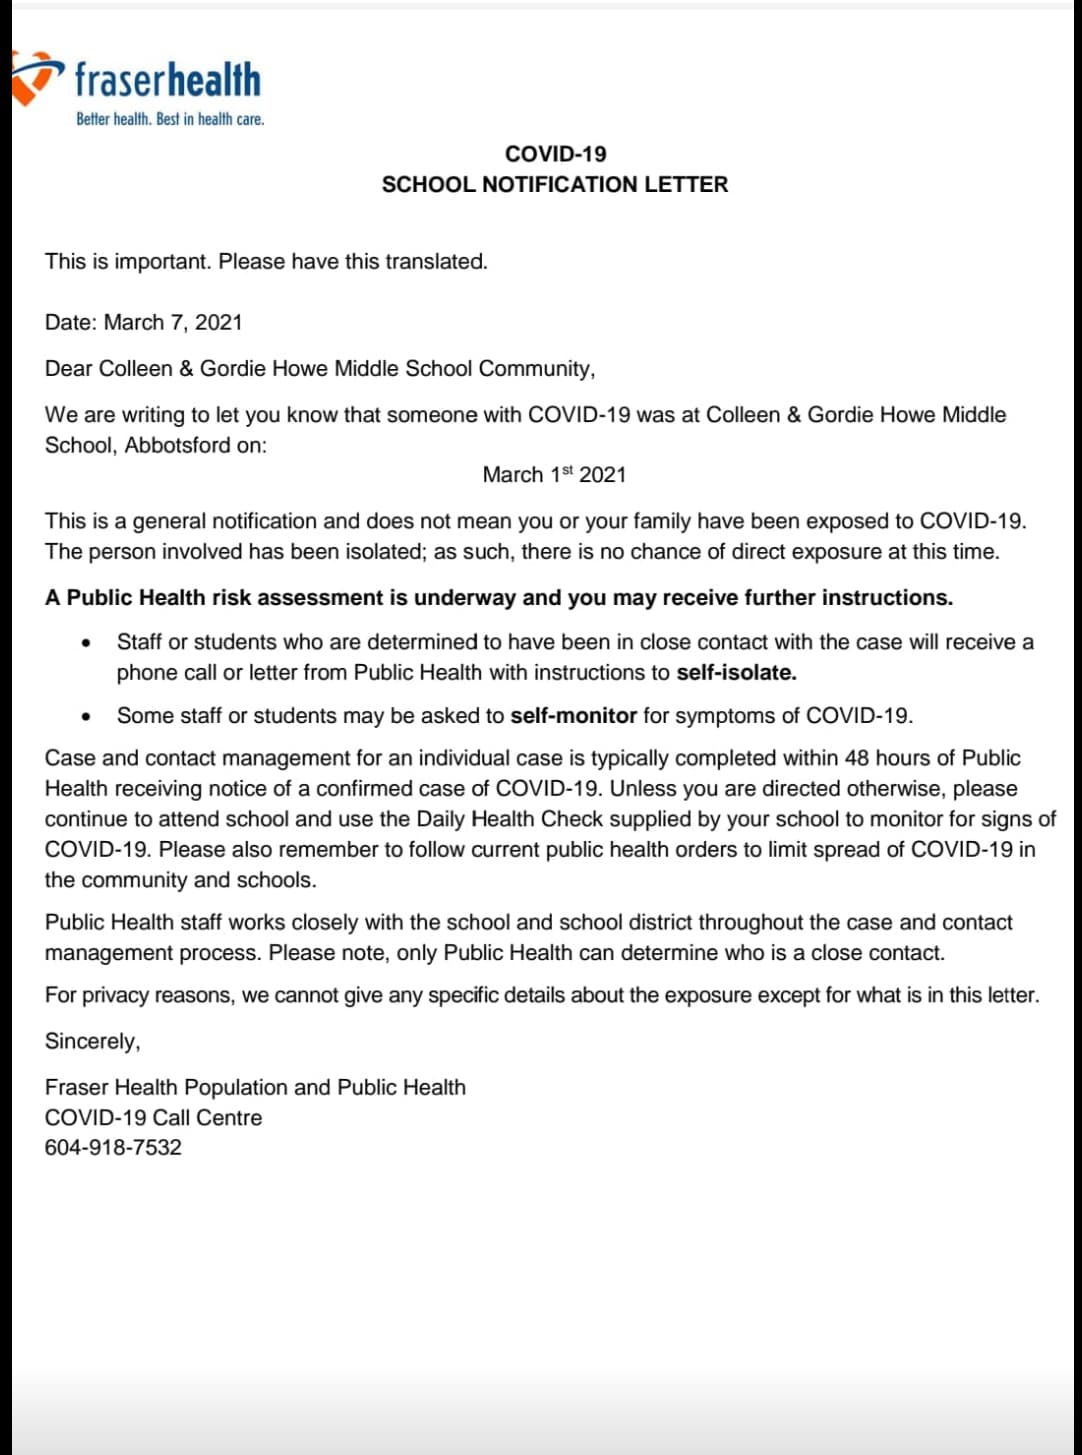 fraserhealth
Better health. Best in health care.
COVID-19
SCHOOL NOTIFICATION LETTER
This is important. Please have this translated.
Date: March 7, 2021
Dear Colleen & Gordie Howe Middle School Community,
We are writing to let you know that someone with COVID-19 was at Colleen & Gordie Howe Middle
School, Abbotsford on:
March 1st 2021
This is a general notification and does not mean you or your family have been exposed to COVID-19.
The person involved has been isolated; as such, there is no chance of direct exposure at this time.
A Public Health risk assessment is underway and you may receive further instructions.
• Staff or students who are determined to have been in close contact with the case will receive a
phone call or letter from Public Health with instructions to self-isolate.
• Some staff or students may be asked to self-monitor for symptoms of COVID-19.
Case and contact management for an individual case is typically completed within 48 hours of Public
Health receiving notice of a confirmed case of COVID-19. Unless you are directed otherwise, please
continue to attend school and use the Daily Health Check supplied by your school to monitor for signs of
COVID-19. Please also remember to follow current public health orders to limit spread of COVID-19 in
the community and schools.
Public Health staff works closely with the school and school district throughout the case and contact
management process. Please note, only Public Health can determine who is a close contact.
For privacy reasons, we cannot give any specific details about the exposure except for what is in this letter.
Sincerely,
Fraser Health Population and Public Health
COVID-19 Call Centre
604-918-7532